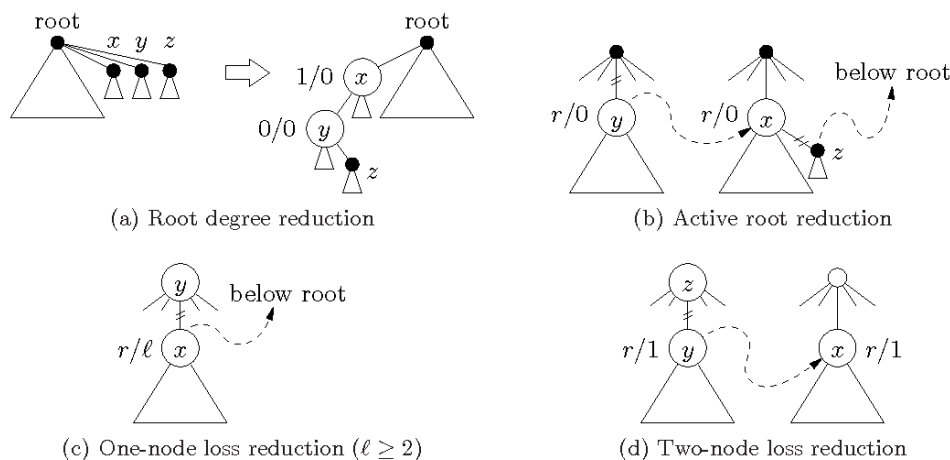 root
x y z
root
1/0 x
0/0 y
z
(a) Root degree reduction
below root
r/0 y
r/0 x
z
(b) Active root reduction
y
below root
r/ℓ x
(c) One-node loss reduction (ℓ ≥ 2)
z
r/1 y
x r/1
(d) Two-node loss reduction